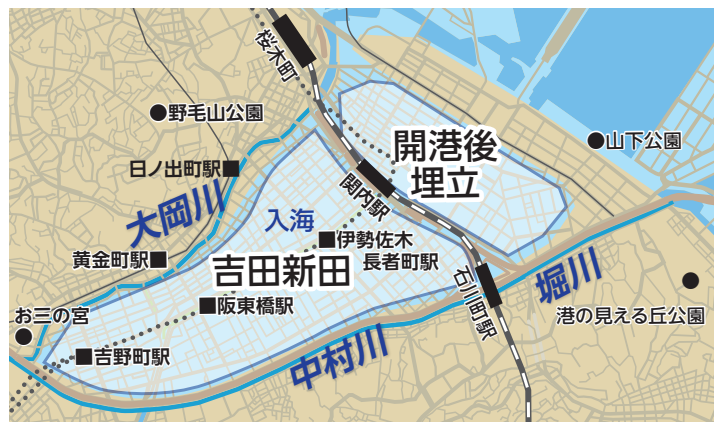 桜木町
●野毛山公園
開港後
埋立
●山下公園
日ノ出町駅■
関内駅
大岡川
入海
■伊勢佐木
長者町駅
黄金町駅■
吉田新田
石川町駅
堀川
お三の宮
■阪東橋駅
港の見える丘公園
■吉野町駅
中村川